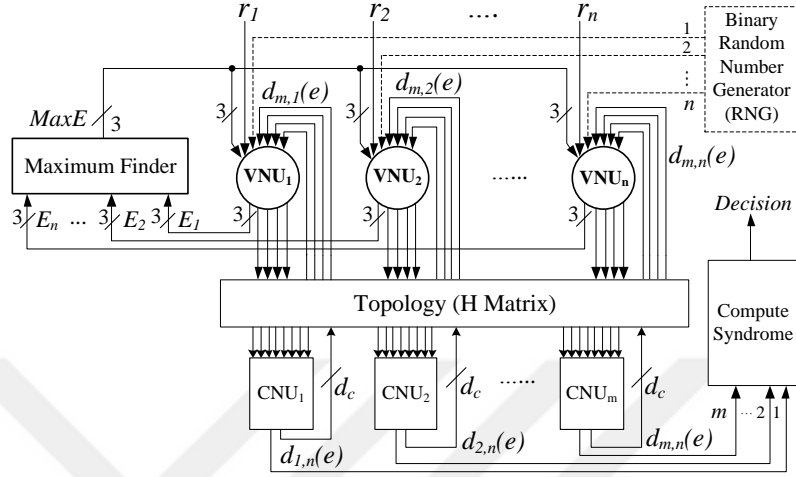 r1 r2 .... rn
1
2
⋮
n
Binary
Random
Number
Generator
(RNG)
MaxE
3
3
dm,1(e)
3
dm,2(e)
3
dm,n(e)
Maximum Finder
VNU1
VNU2
......
VNUn
3 En ... 3 E2 3 E1
3
3
3
Decision
Topology (H Matrix)
Compute
Syndrome
CNU1
dc
CNU2
dc
......
CNUm
dc
m ... 2 1
d1,n(e)
d2,n(e)
dm,n(e)